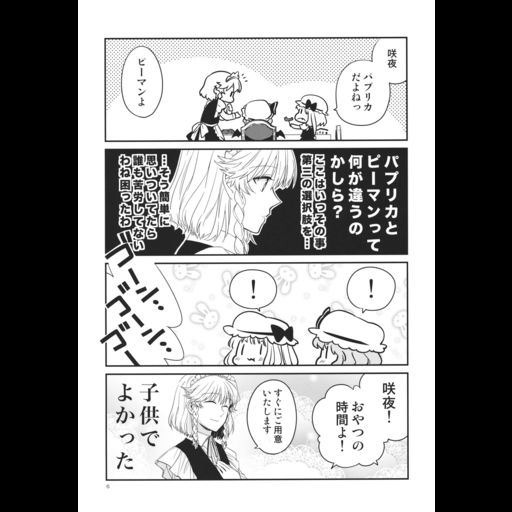 咲夜
パプリカ
だよねっ
ピーマンよ
パプリカと
ピーマンって
何が違うの
かしら？
ここはいつその事
第三の選択肢を…
…そう簡単に
思いついてたら
誰も苦労してない
わね困ったわ
ゴーン…
ゴーン…
ゴーン
！
！
咲夜！
おやつの
時間よ！
すぐにご用意
いたします
子供で
よかった
6